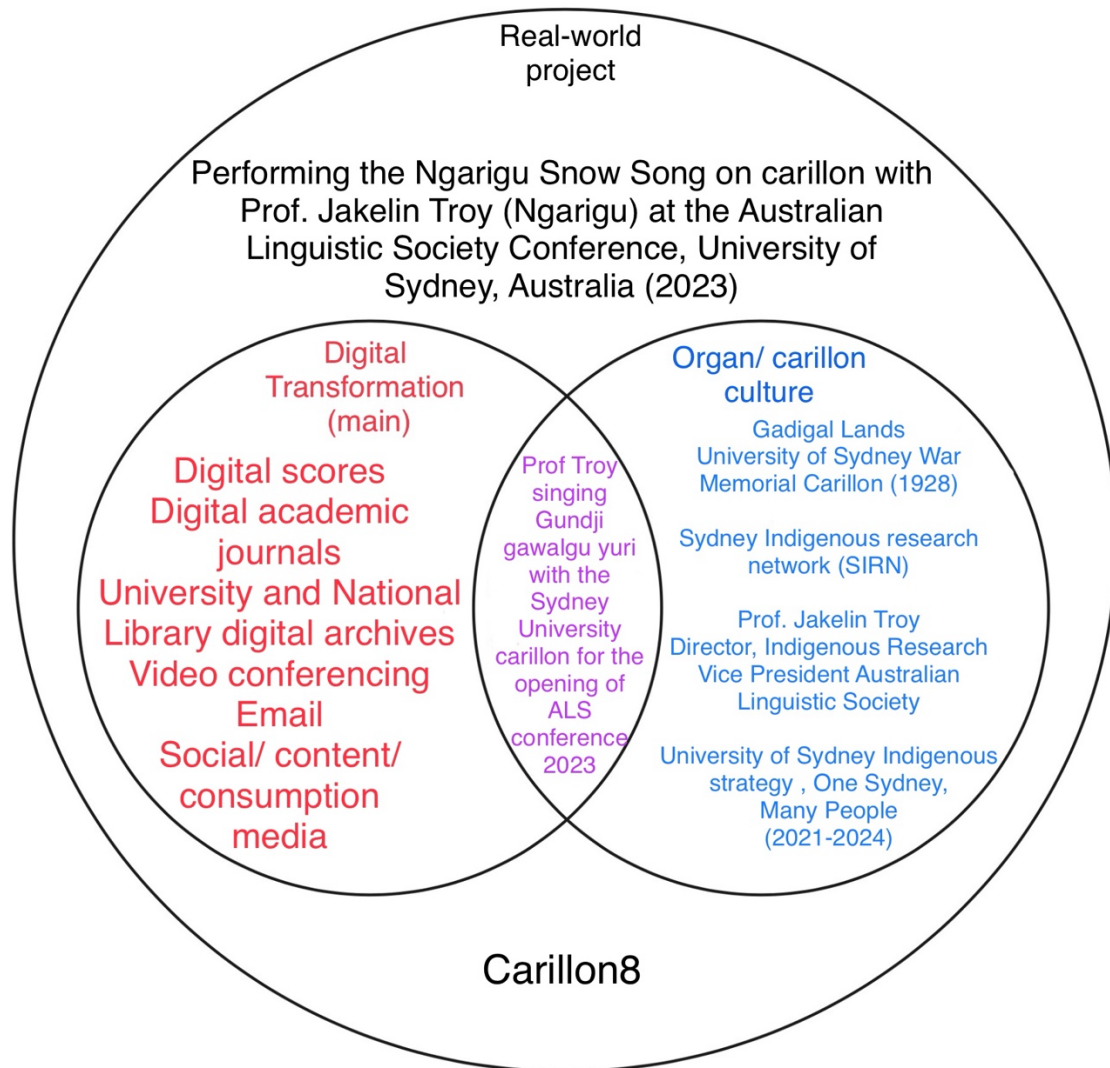 Real-world
project
Performing the Ngarigu Snow Song on carillon with
Prof. Jakelin Troy (Ngarigu) at the Australian
Linguistic Society Conference, University of
Sydney, Australia (2023)
Digital
Transformation
(main)
Digital scores
Digital academic
journals
University and National
Library digital archives
Video conferencing
Email
Social/ content/
consumption
media
Prof Troy
singing
Gundji
gawalgu yuri
with the
Sydney
University
carillon for the
opening of
ALS
conference
2023
Organ/ carillon
culture
Gadigal Lands
University of Sydney War
Memorial Carillon (1928)
Sydney Indigenous research
network (SIRN)
Prof. Jakelin Troy
Director, Indigenous Research
Vice President Australian
Linguistic Society
University of Sydney Indigenous
strategy , One Sydney,
Many People
(2021-2024)
Carillon8